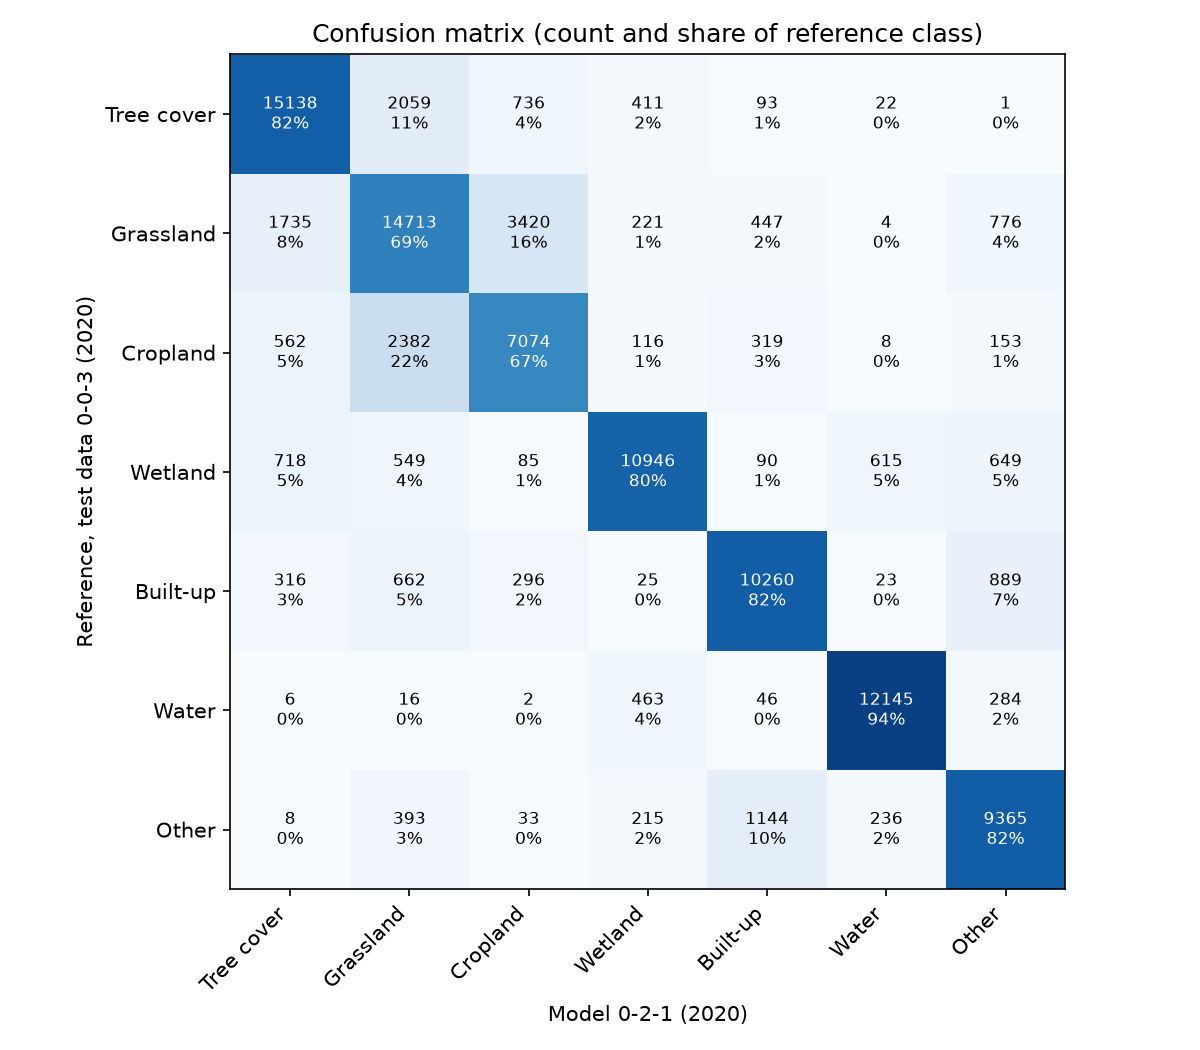 Confusion matrix (count and share of reference class)
Tree cover 15138 2059 736 411 93 22 1
82% 11% 4% 2% 1% 0% 0%
Grassland 1735 14713 3420 221 447 4 776
8% 69% 16% 1% 2% 0% 4%
Cropland 562 2382 7074 116 319 8 153
5% 22% 67% 1% 3% 0% 1%
Wetland 718 549 85 10946 90 615 649
5% 4% 1% 80% 1% 5% 5%
Built-up 316 662 296 25 10260 23 889
3% 5% 2% 0% 82% 0% 7%
Water 6 16 2 463 46 12145 284
0% 0% 0% 4% 0% 94% 2%
Other 8 393 33 215 1144 236 9365
0% 3% 0% 2% 10% 2% 82%
Tree cover Grassland Cropland Wetland Built-up Water Other
Model 0-2-1 (2020)
Reference, test data 0-0-3 (2020)